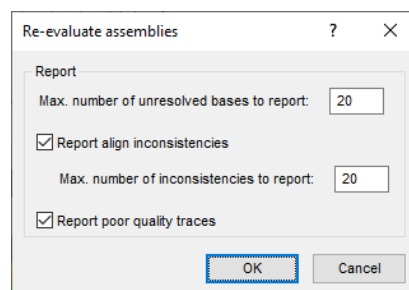 Re-evaluate assemblies ?
Report
Max. number of unresolved bases to report: 20
Report align inconsistencies
Max. number of inconsistencies to report: 20
Report poor quality traces
OK Cancel